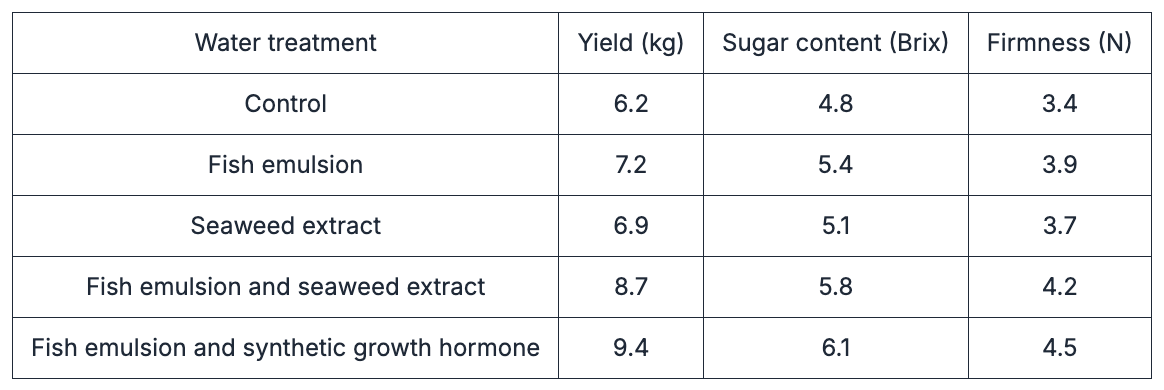 Water treatment Yield (kg) Sugar content (Brix) Firmness (N)
Control 6.2 4.8 3.4
Fish emulsion 7.2 5.4 3.9
Seaweed extract 6.9 5.1 3.7
Fish emulsion and seaweed extract 8.7 5.8 4.2
Fish emulsion and synthetic growth hormone 9.4 6.1 4.5